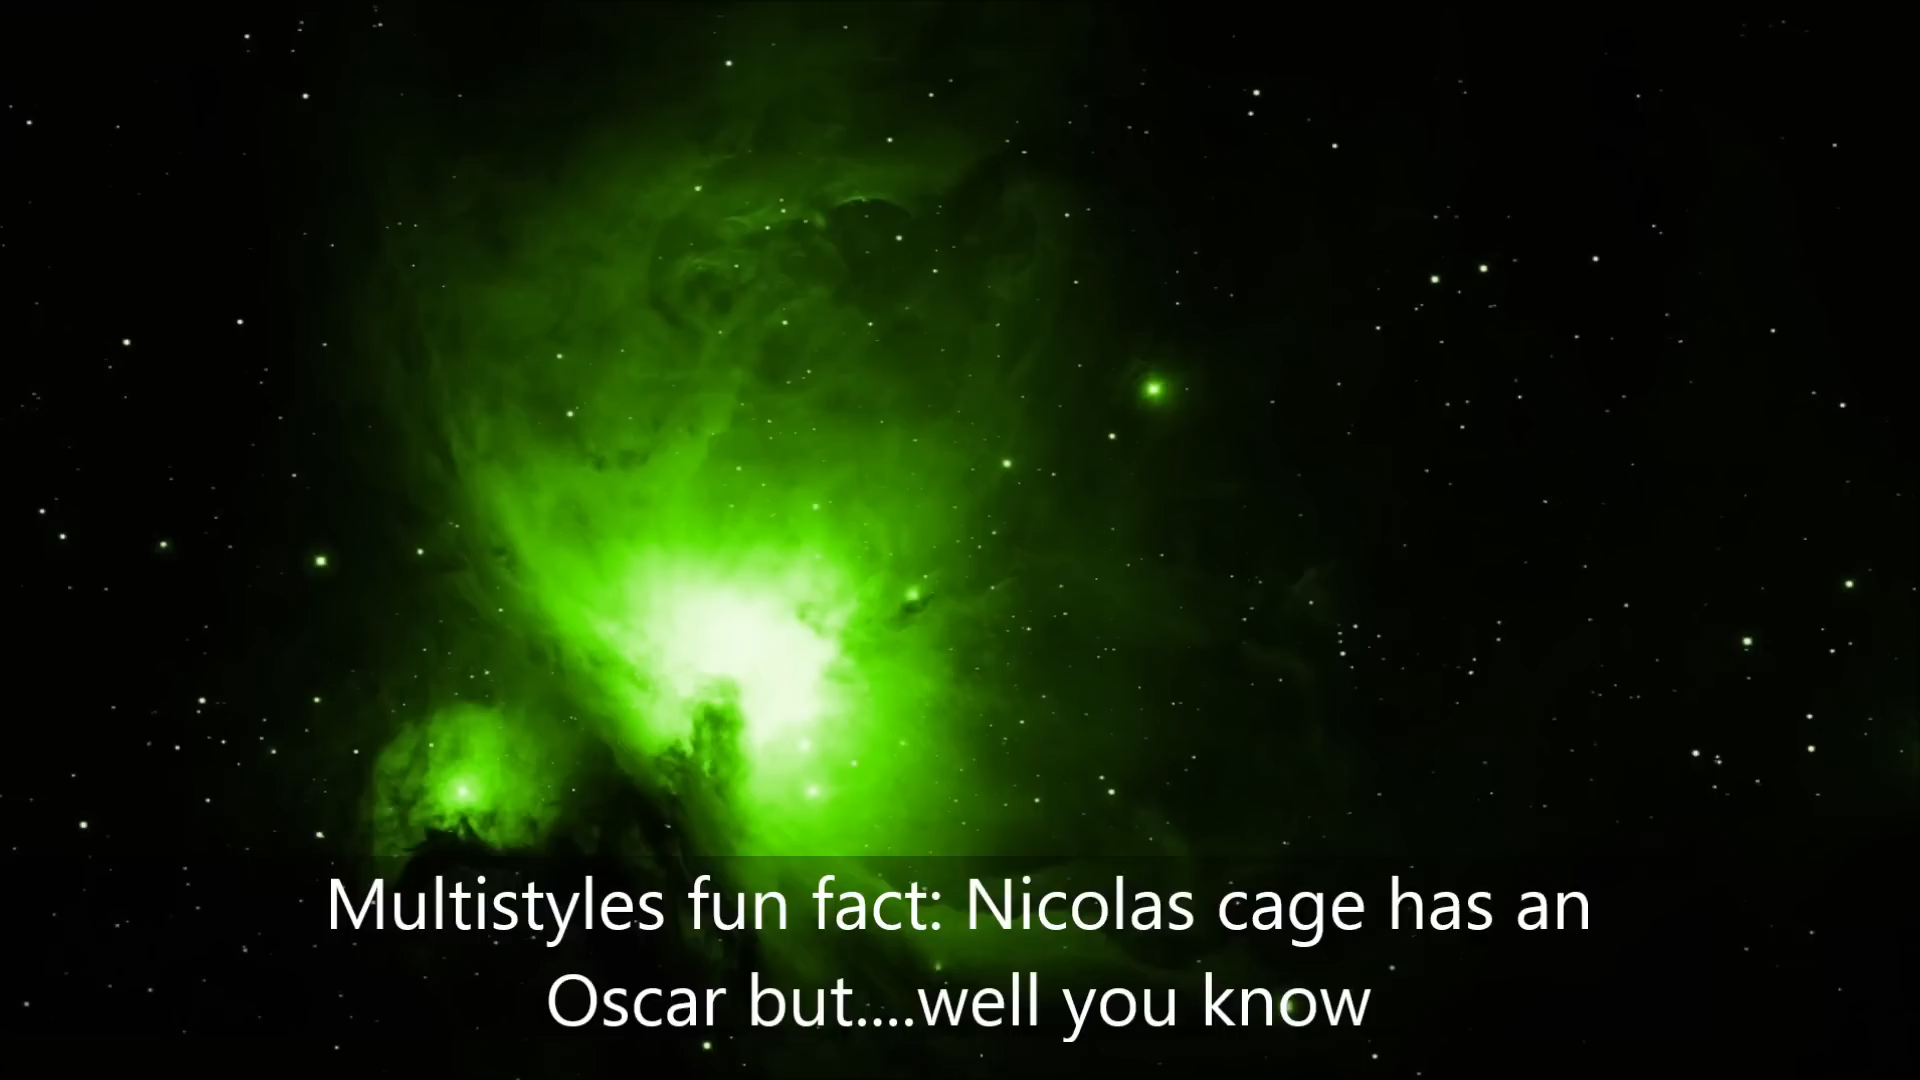 Multistyles fun fact: Nicolas cage has an
Oscar but....well you know